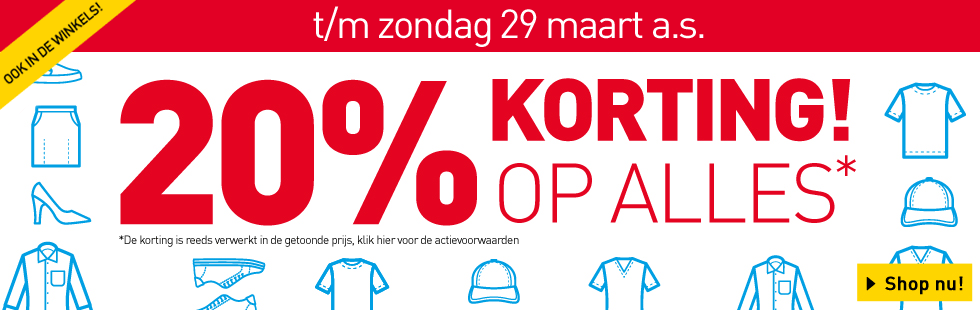 OOK IN DE WINKELS!
t/m zondag 29 maart a.s.
20% KORTING!
OP ALLES*
*De korting is reeds verwerkt in de getoonde prijs, klik hier voor de actievoorwaarden
Shop nu!